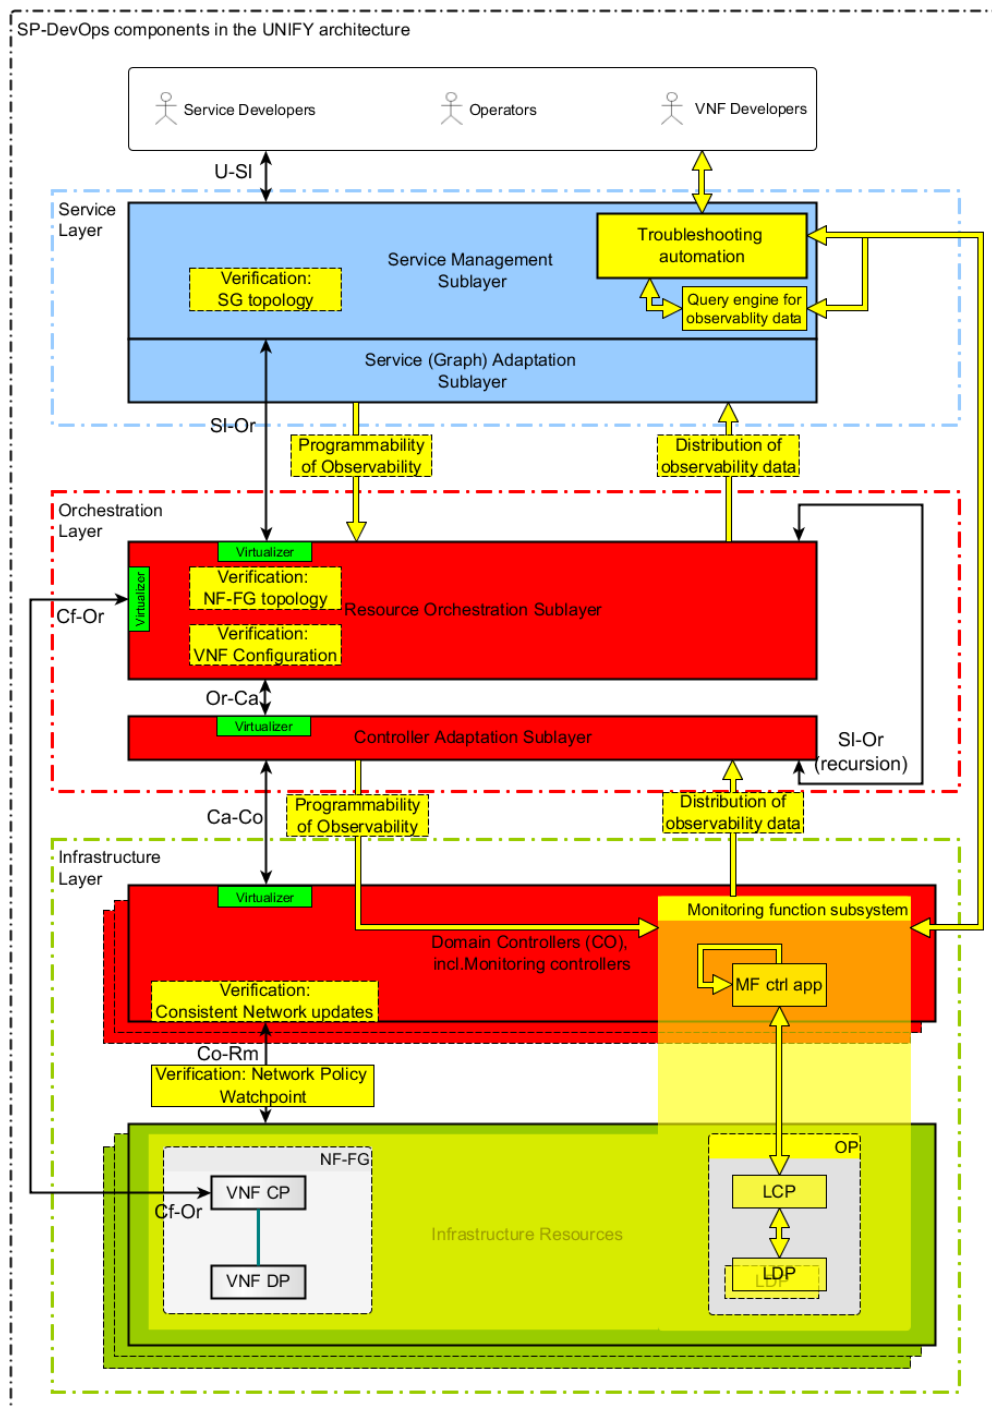 SP-DevOps components in the UNIFY architecture
Service Developers
Operators
VNF Developers
U-Sl
Service
Layer
Troubleshooting
automation
Service Management
Sublayer
Verification:
SG topology
Query engine for
observablity data
Service (Graph) Adaptation
Sublayer
Sl-Or
Programmability
of Observability
Distribution of
observability data
Orchestration
Layer
Virtualizer
Virtualizer
Verification:
NF-FG topology
Resource Orchestration Sublayer
Cf-Or
Verification:
VNF Configuration
Or-Ca
Virtualizer
Controller Adaptation Sublayer
Sl-Or
(recursion)
Ca-Co
Programmability
of Observability
Distribution of
observability data
Infrastructure
Layer
Virtualizer
Monitoring function subsystem
Domain Controllers (CO),
incl.Monitoring controllers
MF ctrl app
Verification:
Consistent Network updates
Co-Rm
Verification: Network Policy
Watchpoint
NF-FG
OP
VNF CP
LCP
Cf-Or
Infrastructure Resources
VNF DP
LDP
LDP